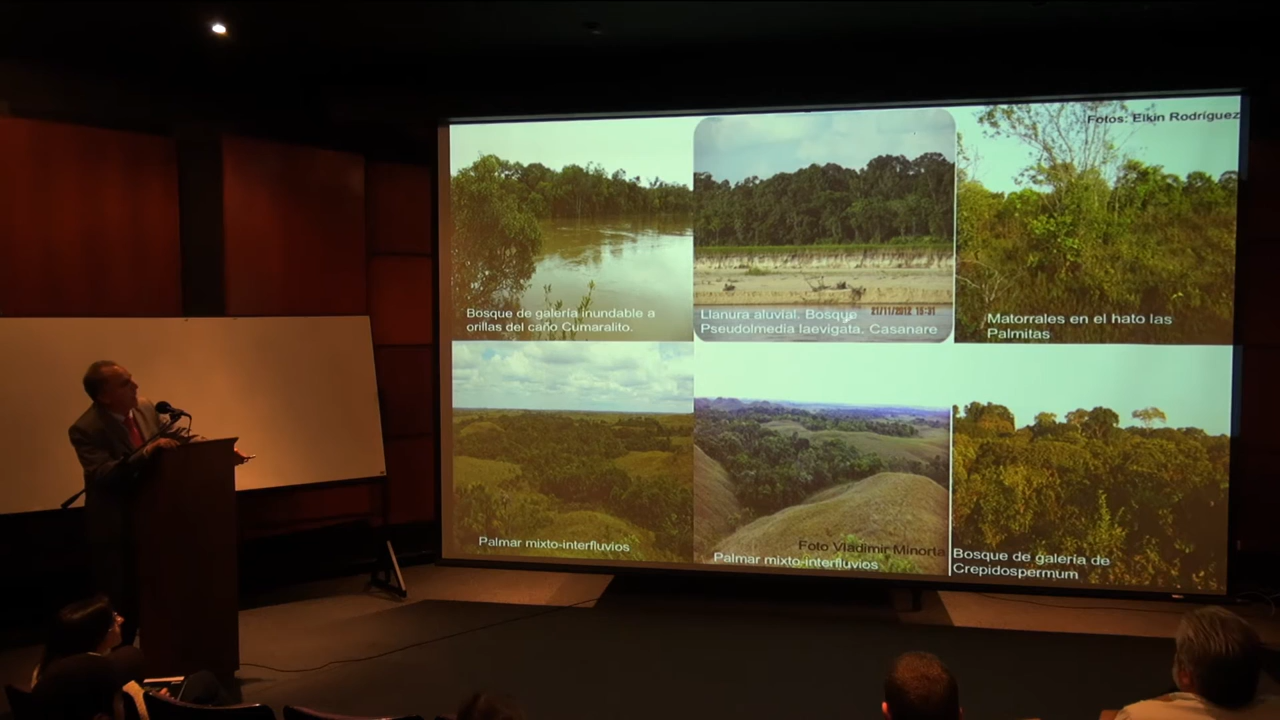 Fotos: Elkin Rodríguez
Bosque de galería inundable a
orillas del caño Cumaralito.
Llanura aluvial. Bosque
Pseudolmedia laevigata. Casanare
21/11/2012 15:31
Matorrales en el hato las
Palmitas
Palmar mixto-interfluvios
Foto Vladimir Minorta
Palmar mixto-interfluvios
Bosque de galería de
Crepidospermum